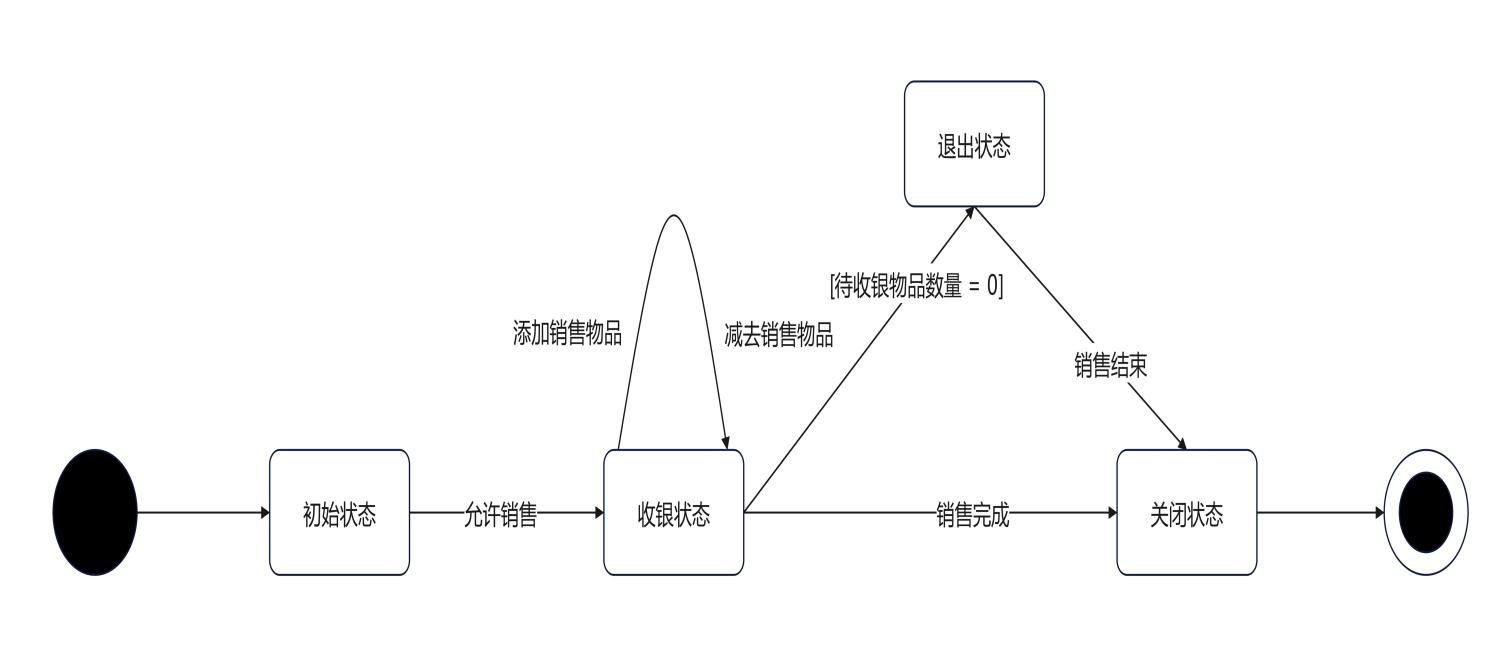 退出状态
[待收银物品数量 = 0]
添加销售物品
减去销售物品
销售结束
初始状态
允许销售
收银状态
销售完成
关闭状态